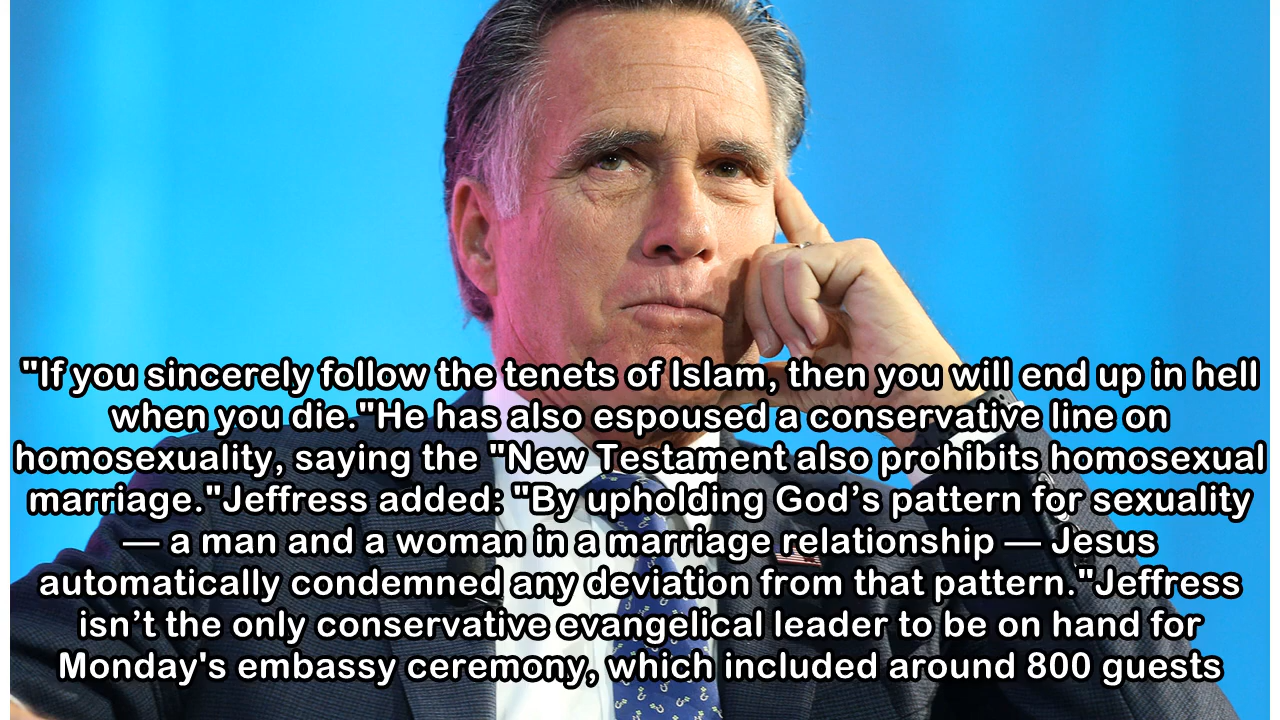 "If you sincerely follow the tenets of Islam, then you will end up in hell
when you die."He has also espoused a conservative line on
homosexuality, saying the "New Testament also prohibits homosexual
marriage."Jeffress added: "By upholding God’s pattern for sexuality
— a man and a woman in a marriage relationship — Jesus
automatically condemned any deviation from that pattern."Jeffress
isn’t the only conservative evangelical leader to be on hand for
Monday's embassy ceremony, which included around 800 guests